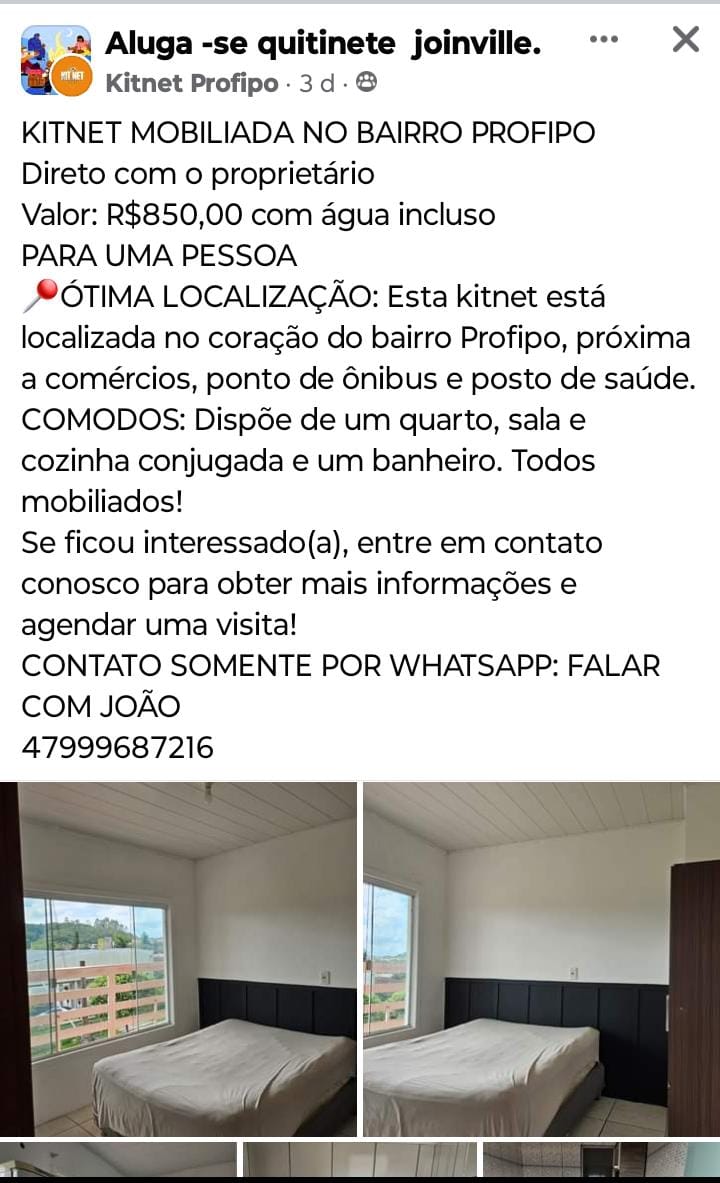 Aluga -se quitinete joinville.
Kitnet Profipo · 3 d ·
KITNET MOBILIADA NO BAIRRO PROFIPO
Direto com o proprietário
Valor: R$850,00 com água incluso
PARA UMA PESSOA
📍ÓTIMA LOCALIZAÇÃO: Esta kitnet está
localizada no coração do bairro Profipo, próxima
a comércios, ponto de ônibus e posto de saúde.
COMODOS: Dispõe de um quarto, sala e
cozinha conjugada e um banheiro. Todos
mobiliados!
Se ficou interessado(a), entre em contato
conosco para obter mais informações e
agendar uma visita!
CONTATO SOMENTE POR WHATSAPP: FALAR
COM JOÃO
47999687216